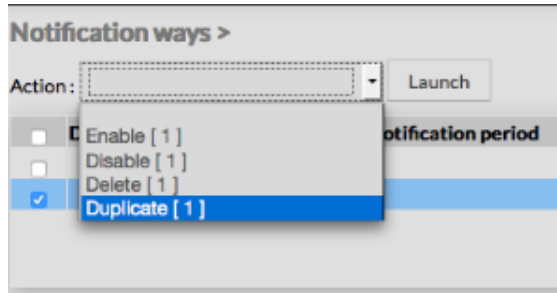 Notification ways >
Action :
Launch
Enable [ 1 ]
Disable [ 1 ]
Delete [ 1 ]
Duplicate [ 1 ]
otification period